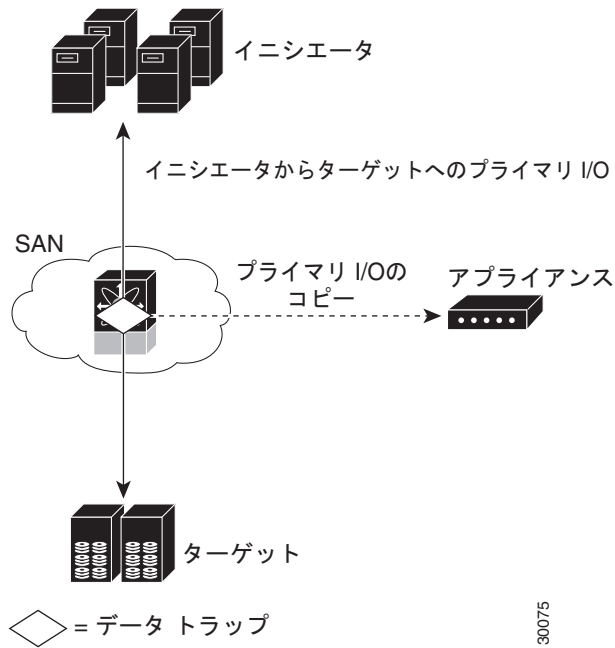 イニシエータ
イニシエータからターゲットへのプライマリ I/O
SAN
プライマリ I/Oの
コピー
アプライアンス
ターゲット
= データ トラップ
30075